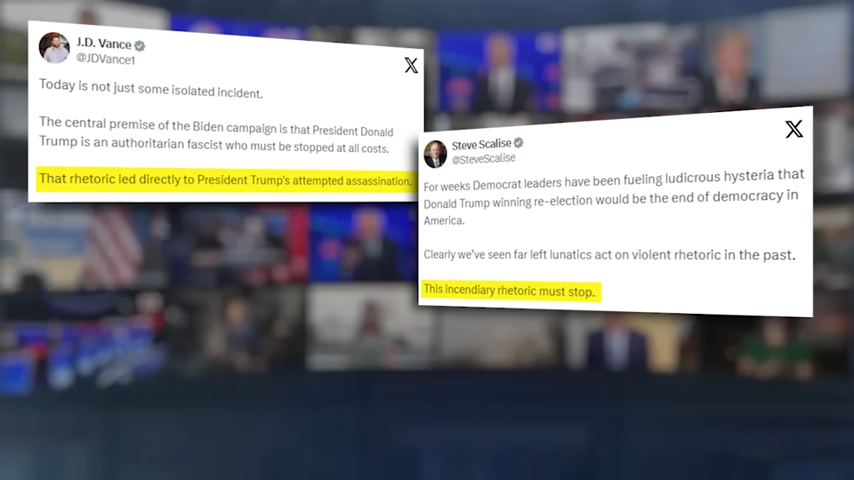 J.D. Vance
@JDVance1
X
Today is not just some isolated incident.
The central premise of the Biden campaign is that President Donald
Trump is an authoritarian fascist who must be stopped at all costs.
That rhetoric led directly to President Trump's attempted assassination.
Steve Scalise
@SteveScalise
X
For weeks Democrat leaders have been fueling ludicrous hysteria that
Donald Trump winning re-election would be the end of democracy in
America.
Clearly we've seen far left lunatics act on violent rhetoric in the past.
This incendiary rhetoric must stop.